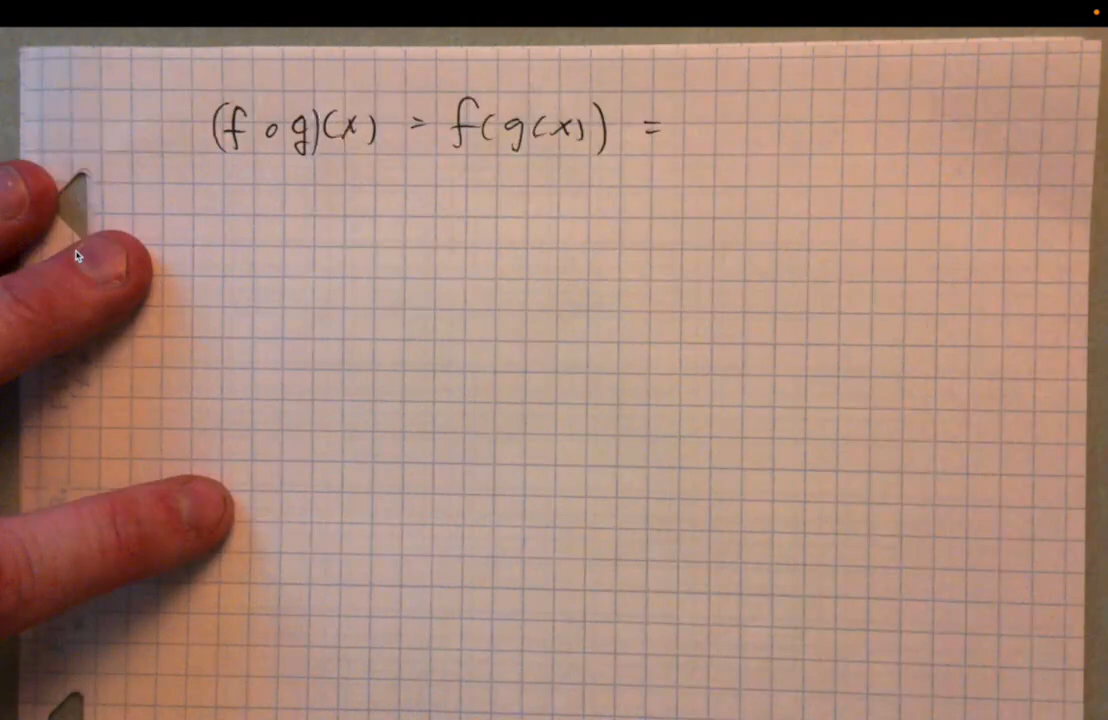 (f ∘ g)(x) = f(g(x)) =